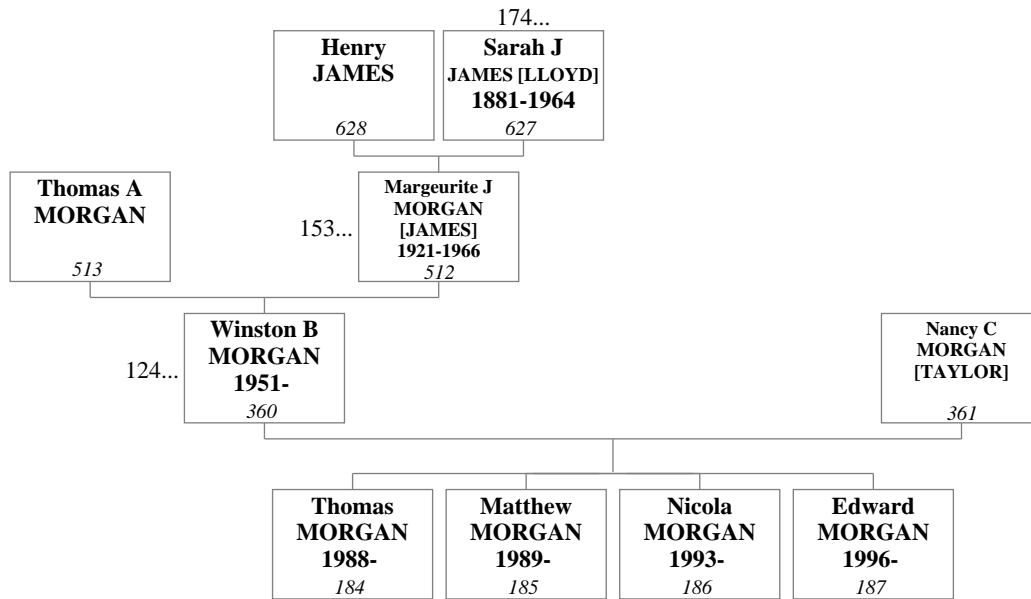 174...
Henry
JAMES
628
Sarah J
JAMES [LLOYD]
1881-1964
627
Thomas A
MORGAN
513
153...
Margeurite J
MORGAN
[JAMES]
1921-1966
512
124...
Winston B
MORGAN
1951-
360
Nancy C
MORGAN
[TAYLOR]
361
Thomas
MORGAN
1988-
184
Matthew
MORGAN
1989-
185
Nicola
MORGAN
1993-
186
Edward
MORGAN
1996-
187